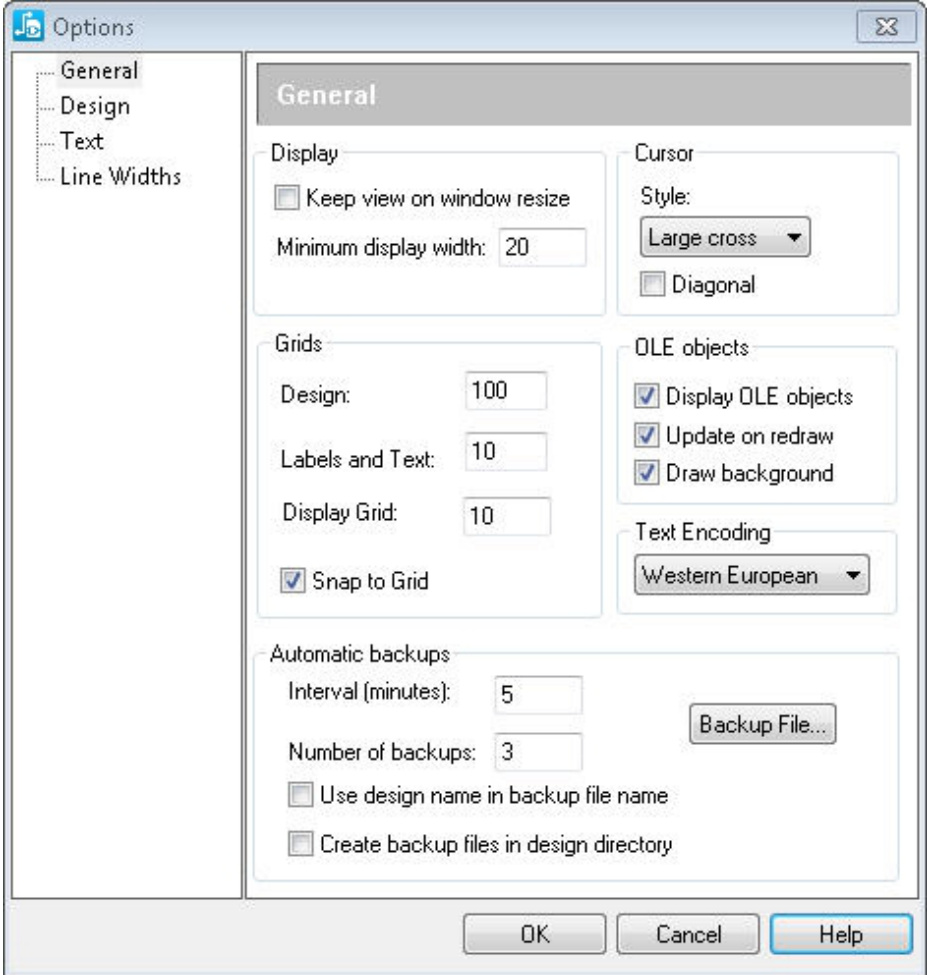 Options
General
Design
Text
Line Widths
General
Display
Keep view on window resize
Minimum display width: 20
Cursor
Style:
Large cross
Diagonal
Grids
Design: 100
Labels and Text: 10
Display Grid: 10
Snap to Grid
OLE objects
Display OLE objects
Update on redraw
Draw background
Text Encoding
Western European
Automatic backups
Interval (minutes): 5
Number of backups: 3
Backup File...
Use design name in backup file name
Create backup files in design directory
OK Cancel Help